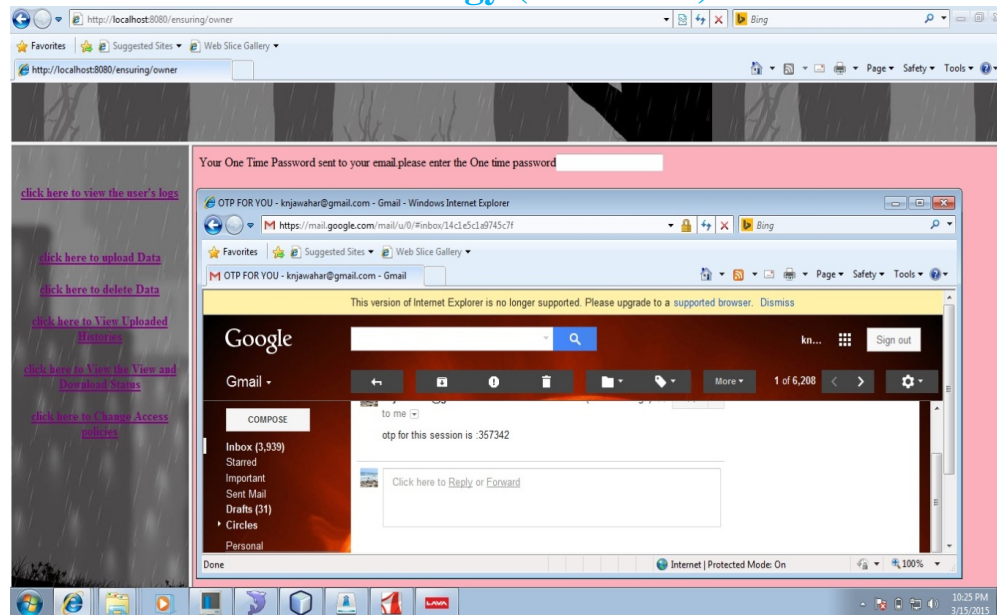 http://localhost:8080/ensuring/owner
Bing
Favorites Suggested Sites Web Slice Gallery
http://localhost:8080/ensuring/owner
Page Safety Tools
Your One Time Password sent to your email.please enter the One time password
click here to view the user's logs
click here to upload Data
click here to delete Data
click here to View Uploaded
Histories
click here to View the View and
Download Status
click here to Change Access
policies
OTP FOR YOU - knjawahar@gmail.com - Gmail - Windows Internet Explorer
https://mail.google.com/mail/u/0/#inbox/14c1e5c1a9745c7f
Bing
Favorites Suggested Sites Web Slice Gallery
OTP FOR YOU - knjawahar@gmail.com - Gmail
Page Safety Tools
This version of Internet Explorer is no longer supported. Please upgrade to a supported browser. Dismiss
Google
kn...
Sign out
Gmail
More
1 of 6,208
COMPOSE
to me
otp for this session is :357342
Inbox (3,939)
Starred
Important
Sent Mail
Drafts (31)
Circles
Personal
Click here to Reply or Forward
Done
Internet | Protected Mode: On
100%
LAVA
10:25 PM
3/15/2015